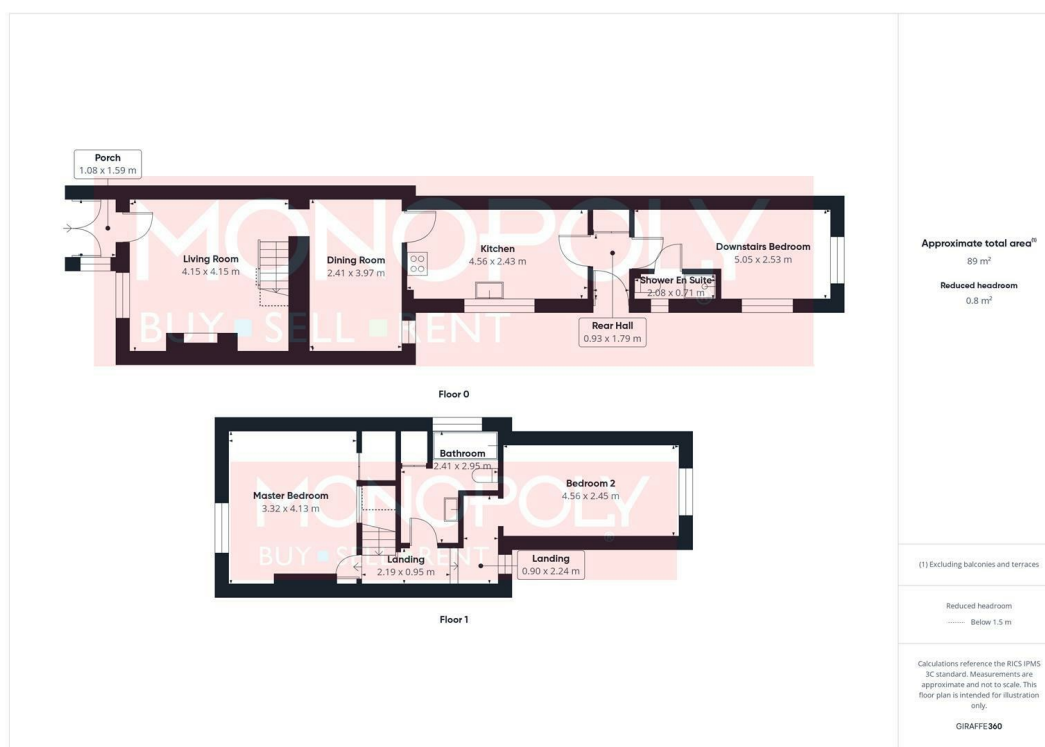 Porch
1.08 x 1.59 m
MONOPOLY
BUY SELL RENT
Living Room
4.15 x 4.15 m
Dining Room
2.41 x 3.97 m
Kitchen
4.56 x 2.43 m
Downstairs Bedroom
5.05 x 2.53 m
Shower En Suite
2.08 x 0.71 m
Rear Hall
0.93 x 1.79 m
Floor 0
Bathroom
2.41 x 2.95 m
Master Bedroom
3.32 x 4.13 m
Bedroom 2
4.56 x 2.45 m
MONOPOLY
BUY SELL RENT
Landing
2.19 x 0.95 m
Landing
0.90 x 2.24 m
Floor 1
Approximate total area(1)
89 m²
Reduced headroom
0.8 m²
(1) Excluding balconies and terraces
Reduced headroom
Below 1.5 m
Calculations reference the RICS IPMS
3C standard. Measurements are
approximate and not to scale. This
floor plan is intended for illustration
only.
GIRAFFE360